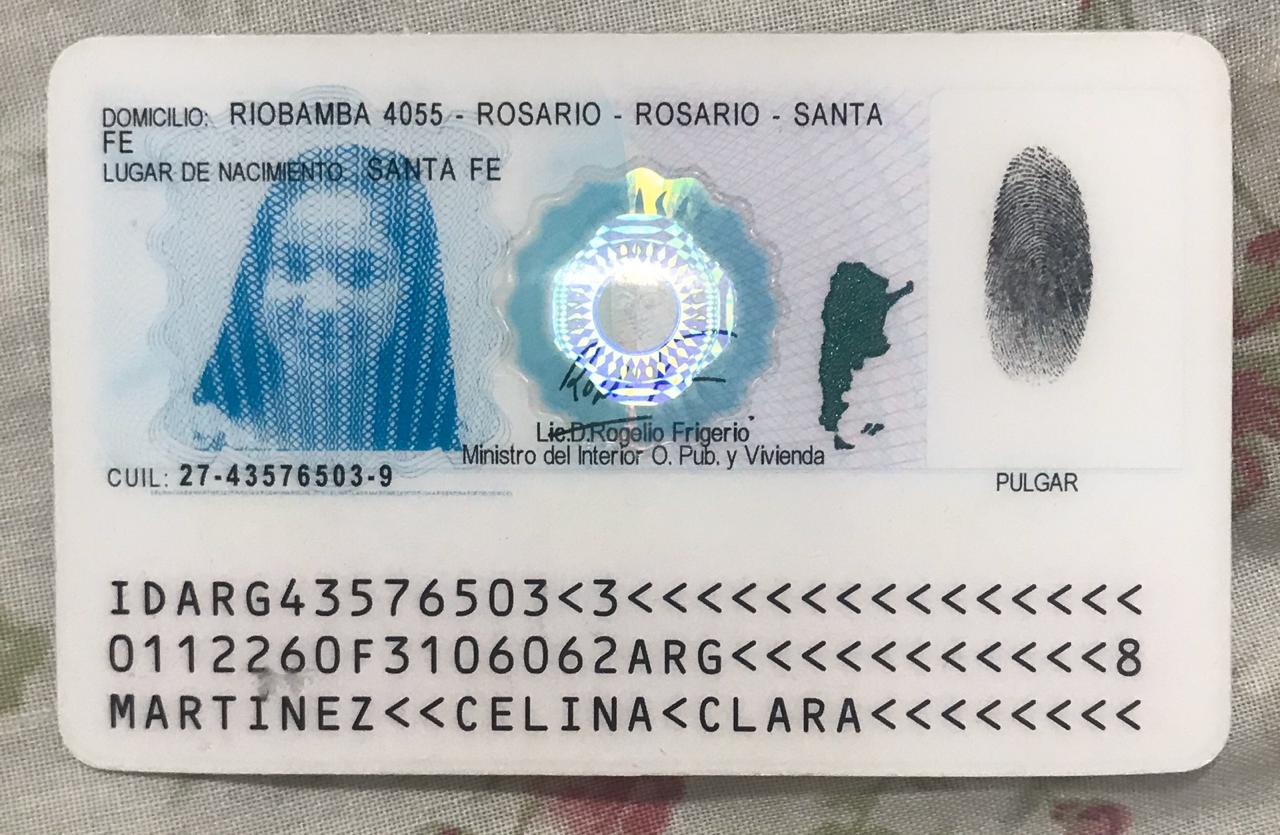 DOMICILIO: RIOBAMBA 4055 - ROSARIO - ROSARIO - SANTA
FE
LUGAR DE NACIMIENTO: SANTA FE
Lic.D.Rogelio Frigerio
Ministro del Interior O. Pub. y Vivienda
CUIL: 27-43576503-9
PULGAR
IDARG43576503<3<<<<<<<<<<<<<<<
0112260F3106062ARG<<<<<<<<<<<8
MARTINEZ<<CELINA<CLARA<<<<<<<<